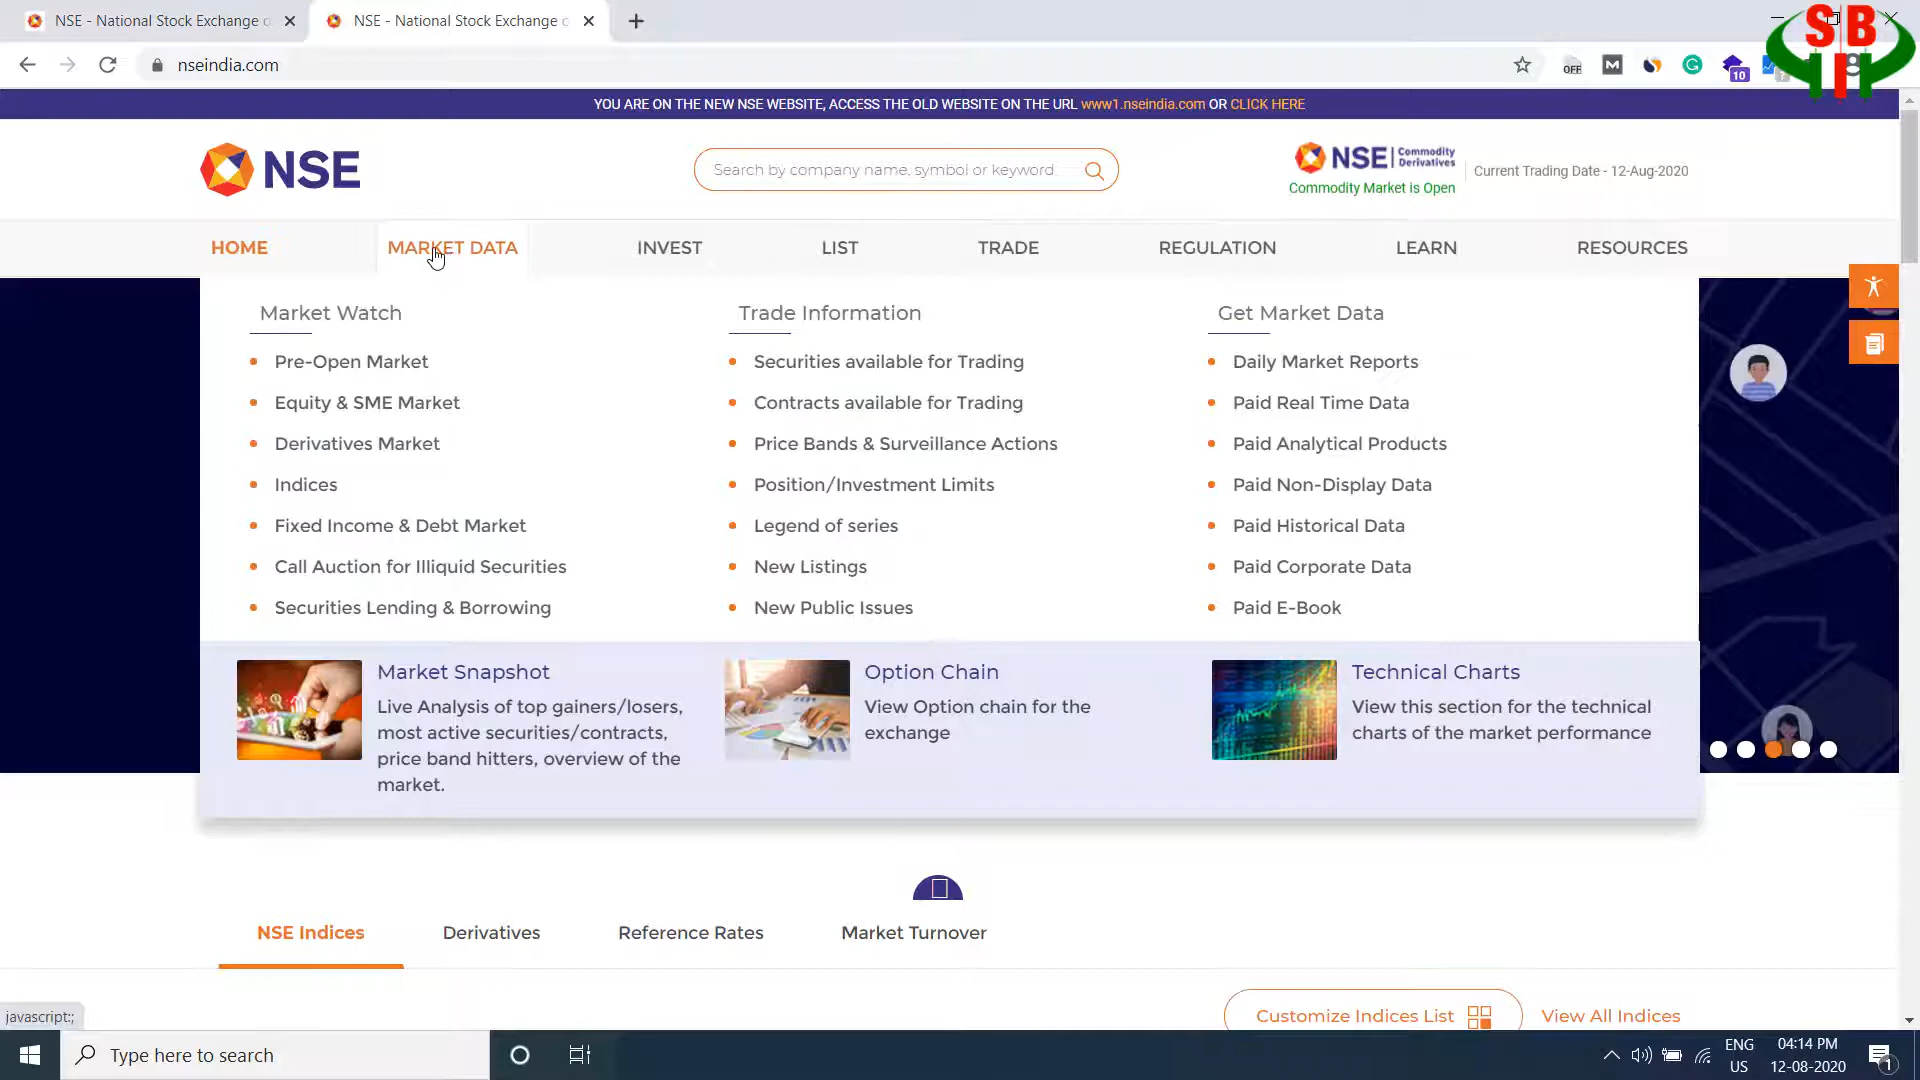 NSE - National Stock Exchange o
NSE - National Stock Exchange o
SB
nseindia.com
OFF
M
10
YOU ARE ON THE NEW NSE WEBSITE, ACCESS THE OLD WEBSITE ON THE URL www1.nseindia.com OR CLICK HERE
NSE
Search by company name, symbol or keyword
NSE Commodity Derivatives
Commodity Market is Open
Current Trading Date - 12-Aug-2020
HOME
MARKET DATA
INVEST
LIST
TRADE
REGULATION
LEARN
RESOURCES
Market Watch
Pre-Open Market
Equity & SME Market
Derivatives Market
Indices
Fixed Income & Debt Market
Call Auction for Illiquid Securities
Securities Lending & Borrowing
Trade Information
Securities available for Trading
Contracts available for Trading
Price Bands & Surveillance Actions
Position/Investment Limits
Legend of series
New Listings
New Public Issues
Get Market Data
Daily Market Reports
Paid Real Time Data
Paid Analytical Products
Paid Non-Display Data
Paid Historical Data
Paid Corporate Data
Paid E-Book
Market Snapshot
Live Analysis of top gainers/losers,
most active securities/contracts,
price band hitters, overview of the
market.
Option Chain
View Option chain for the
exchange
Technical Charts
View this section for the technical
charts of the market performance
NSE Indices
Derivatives
Reference Rates
Market Turnover
Customize Indices List
View All Indices
javascript:;
Type here to search
ENG
US
04:14 PM
12-08-2020
1